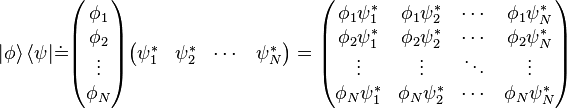 $|\phi\rangle \langle\psi| \doteq \begin{pmatrix} \phi_1 \\ \phi_2 \\ \vdots \\ \phi_N \end{pmatrix} \begin{pmatrix} \psi_1^* & \psi_2^* & \cdots & \psi_N^* \end{pmatrix} = \begin{pmatrix} \phi_1\psi_1^* & \phi_1\psi_2^* & \cdots & \phi_1\psi_N^* \\ \phi_2\psi_1^* & \phi_2\psi_2^* & \cdots & \phi_2\psi_N^* \\ \vdots & \vdots & \ddots & \vdots \\ \phi_N\psi_1^* & \phi_N\psi_2^* & \cdots & \phi_N\psi_N^* \end{pmatrix}$